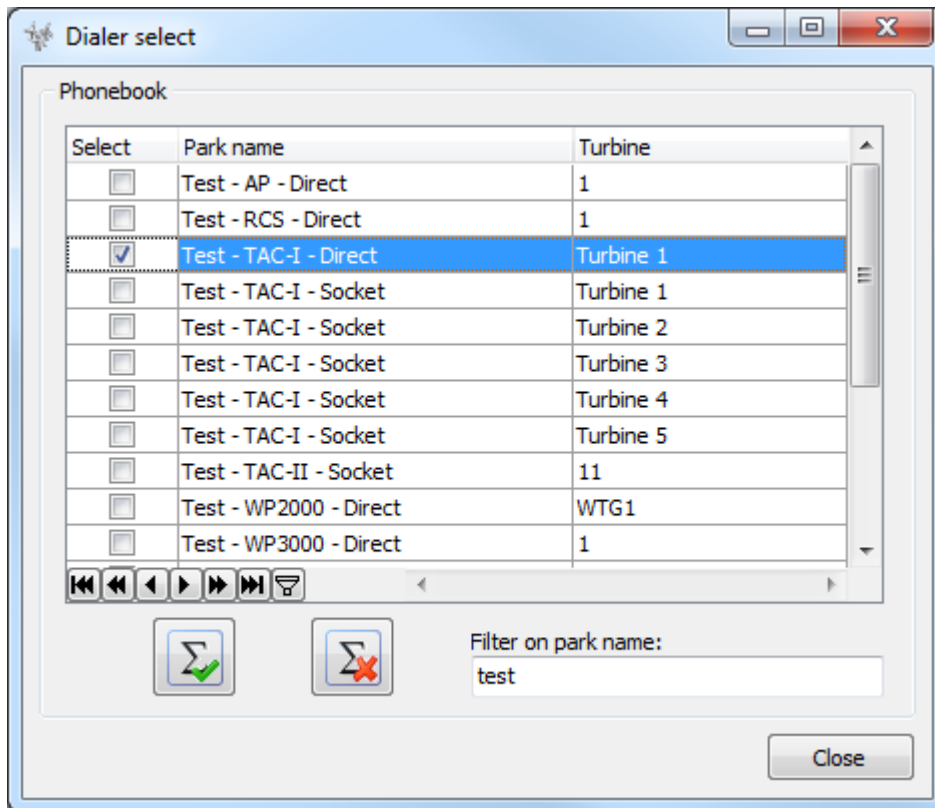 Dialer select
Phonebook
Select Park name Turbine
Test - AP - Direct 1
Test - RCS - Direct 1
Test - TAC-I - Direct Turbine 1
Test - TAC-I - Socket Turbine 1
Test - TAC-I - Socket Turbine 2
Test - TAC-I - Socket Turbine 3
Test - TAC-I - Socket Turbine 4
Test - TAC-I - Socket Turbine 5
Test - TAC-II - Socket 11
Test - WP2000 - Direct WTG1
Test - WP3000 - Direct 1
Filter on park name:
test
Close